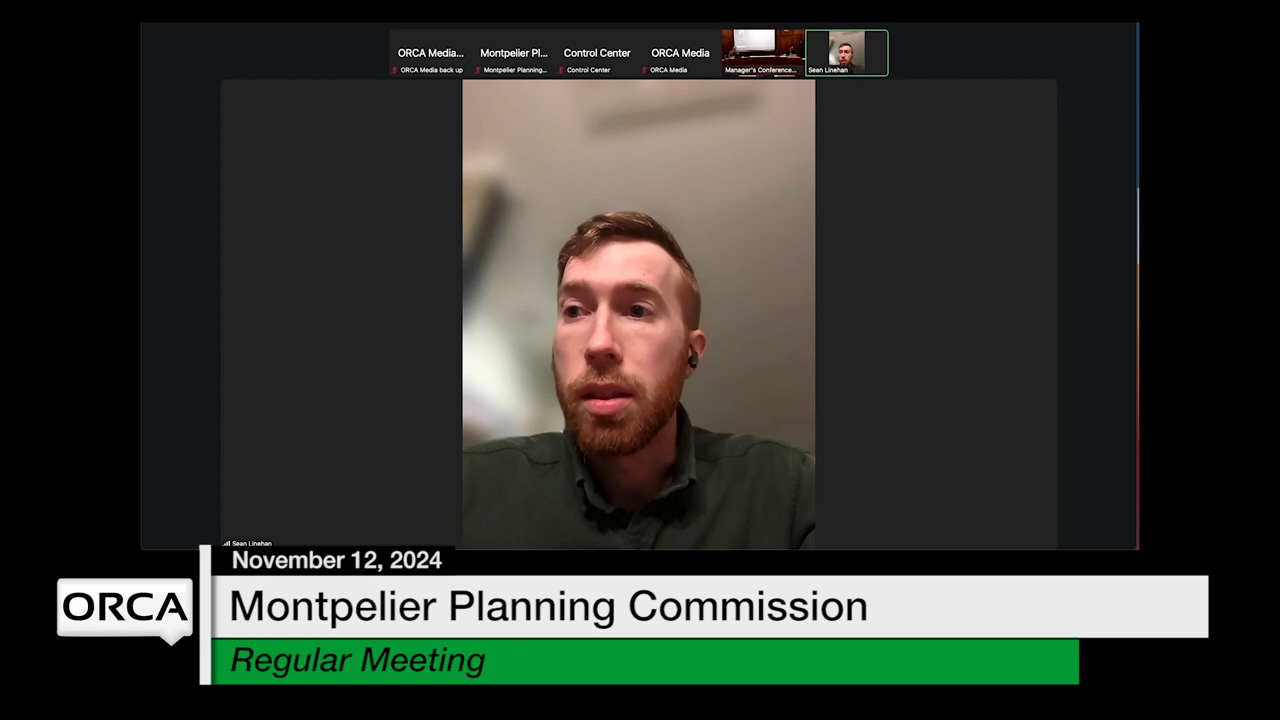 ORCA Media...
Montpelier Pl...
Control Center
ORCA Media
ORCA Media back up
Montpelier Planning...
Control Center
ORCA Media
Manager's Conference...
Sean Linehan
Sean Linehan
November 12, 2024
ORCA
Montpelier Planning Commission
Regular Meeting